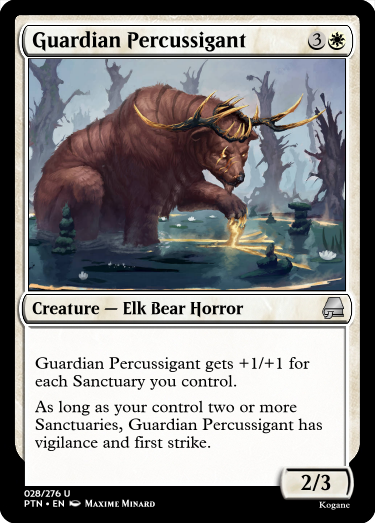 Guardian Percussigant 3
Creature — Elk Bear Horror
Guardian Percussigant gets +1/+1 for
each Sanctuary you control.
As long as your control two or more
Sanctuaries, Guardian Percussigant has
vigilance and first strike.
2/3
028/276 U
PTN • EN Maxime Minard
Kogane